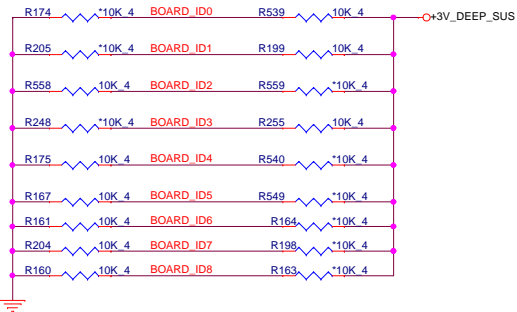 R174 *10K_4 BOARD_ID0 R539 10K_4 +3V_DEEP_SUS
R205 *10K_4 BOARD_ID1 R199 10K_4
R558 10K_4 BOARD_ID2 R559 *10K_4
R248 *10K_4 BOARD_ID3 R255 10K_4
R175 10K_4 BOARD_ID4 R540 *10K_4
R167 10K_4 BOARD_ID5 R549 *10K_4
R161 10K_4 BOARD_ID6 R164 *10K_4
R204 10K_4 BOARD_ID7 R198 *10K_4
R160 10K_4 BOARD_ID8 R163 *10K_4